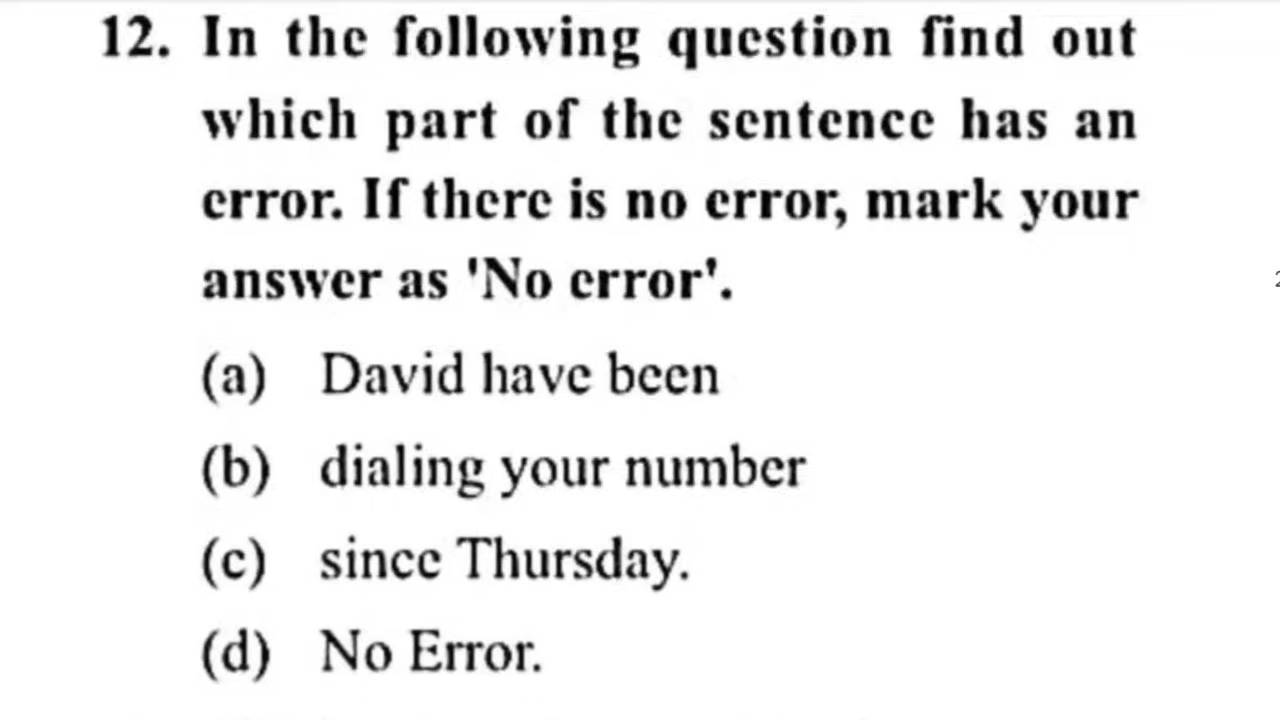 12. In the following question find out
which part of the sentence has an
error. If there is no error, mark your
answer as 'No error'.
(a) David have been
(b) dialing your number
(c) since Thursday.
(d) No Error.